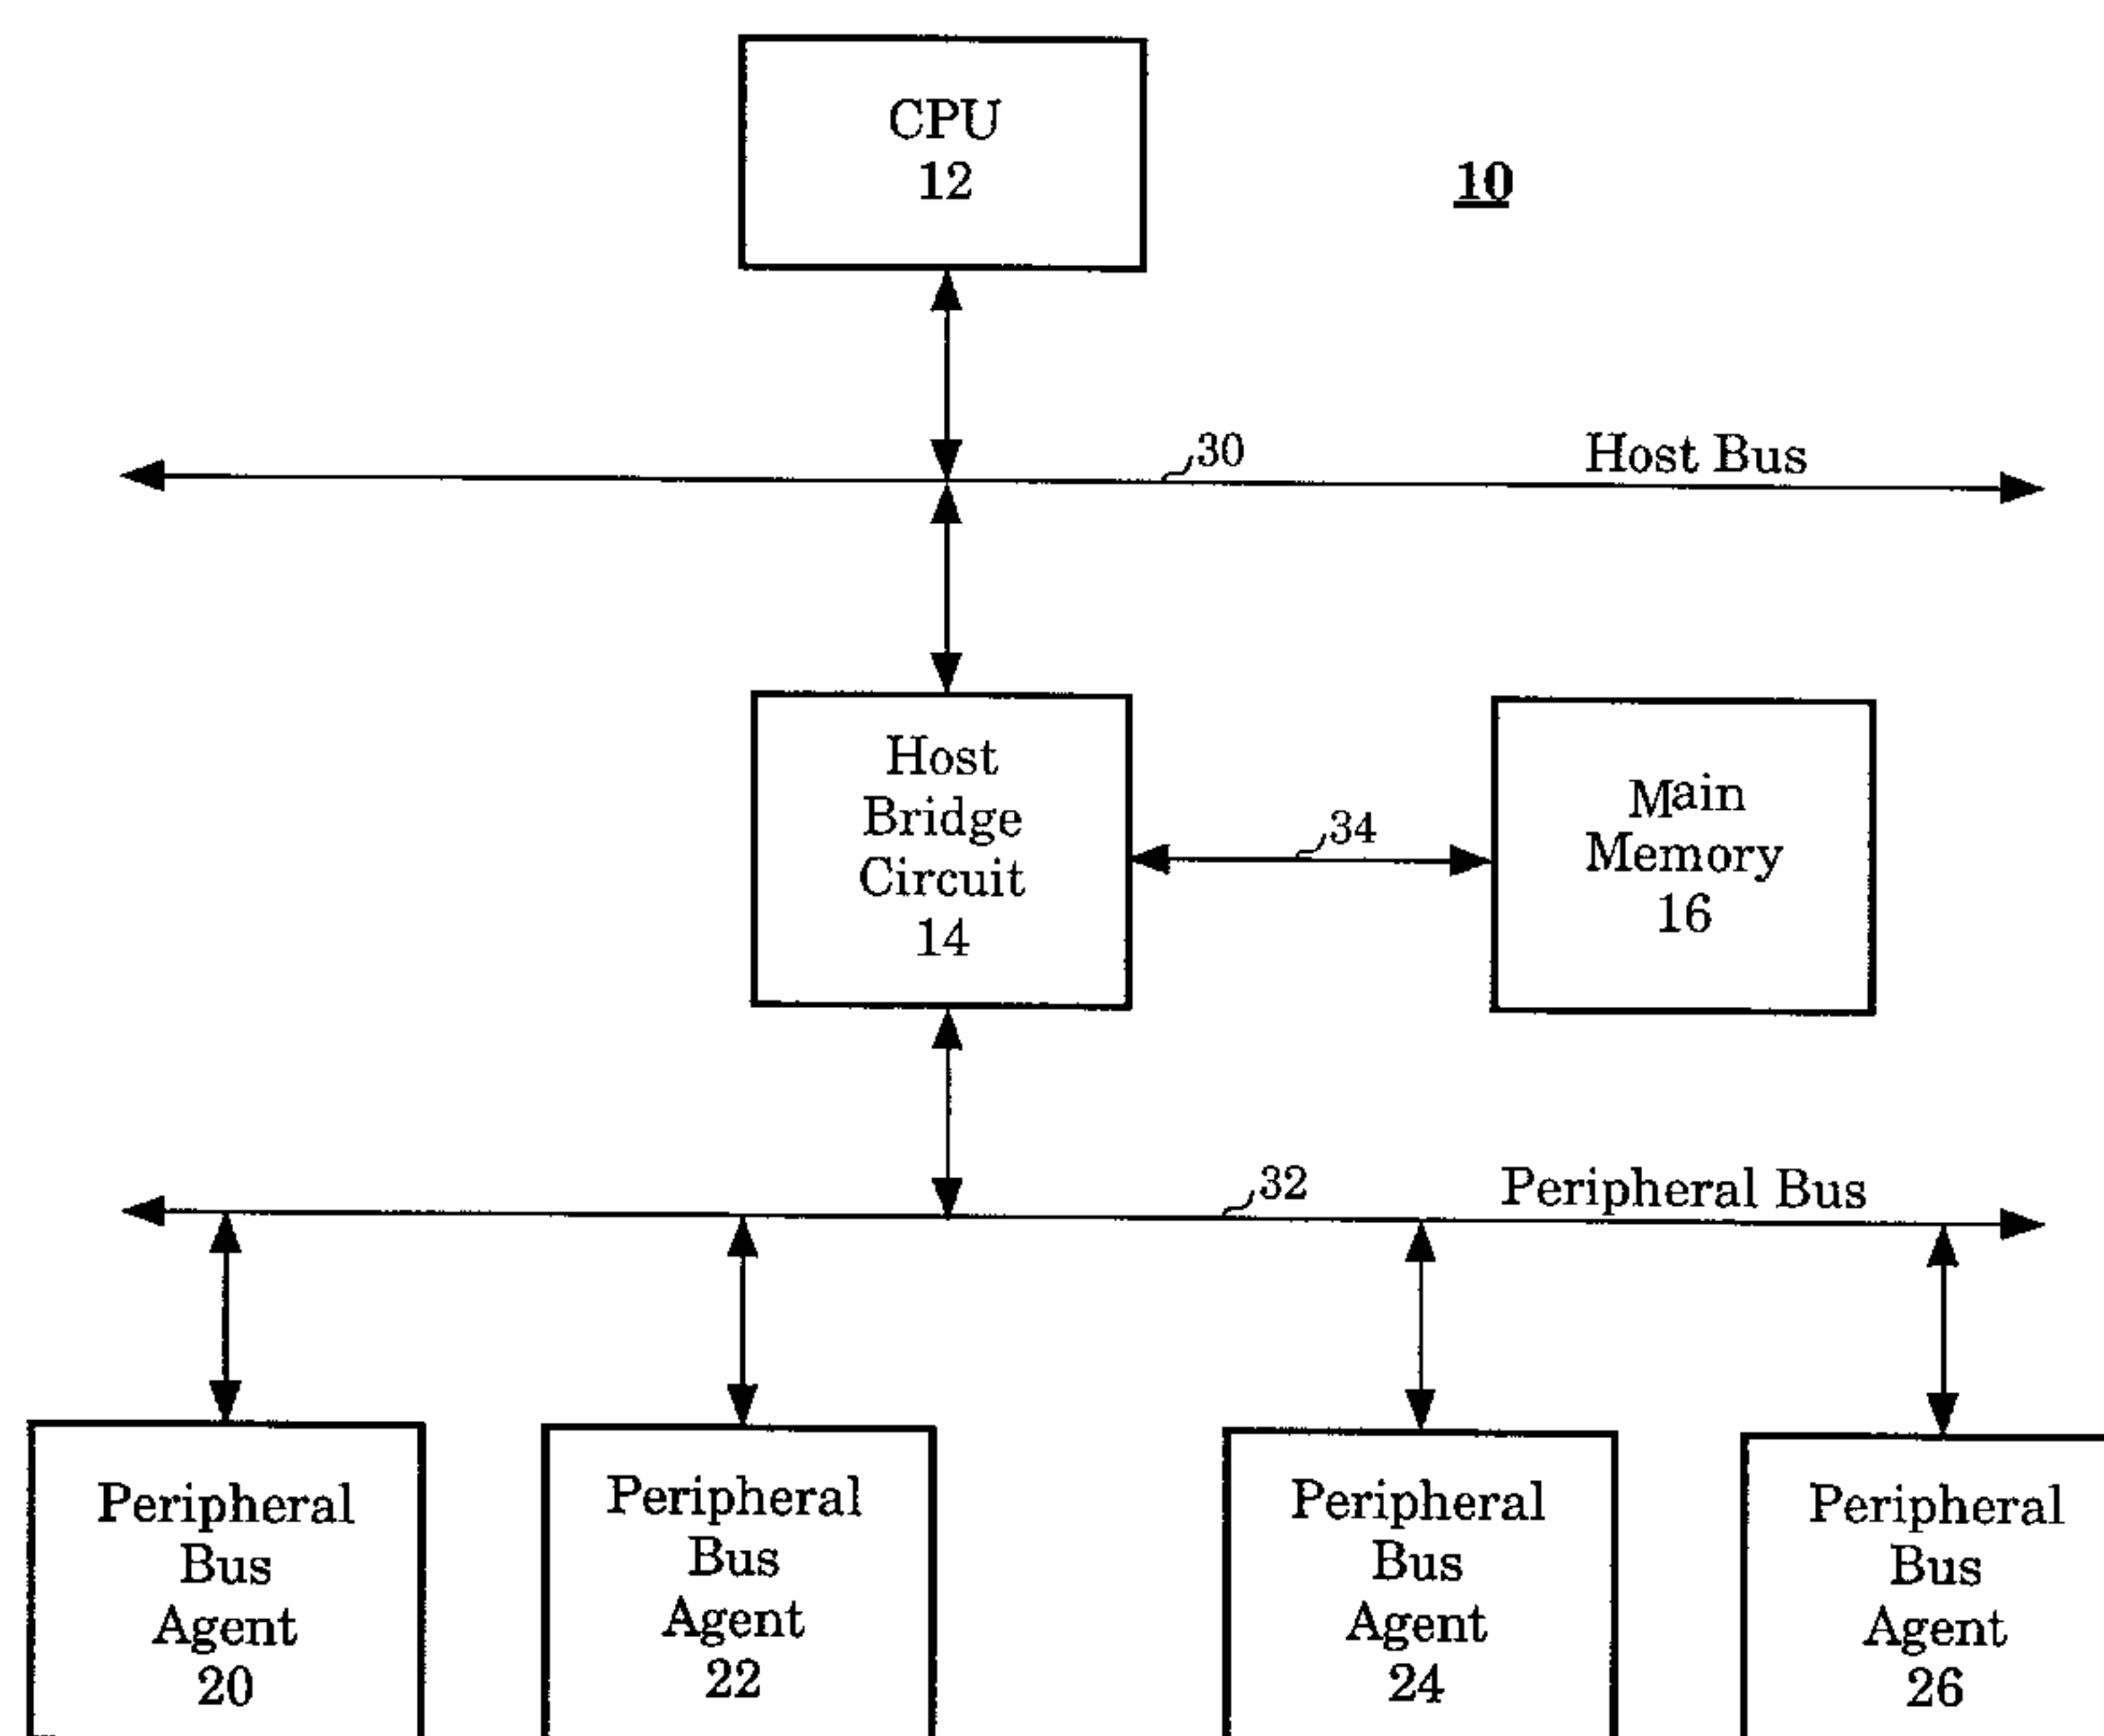 CPU
12
10
30
Host Bus
Host
Bridge
Circuit
14
34
Main
Memory
16
32
Peripheral Bus
Peripheral
Bus
Agent
20
Peripheral
Bus
Agent
22
Peripheral
Bus
Agent
24
Peripheral
Bus
Agent
26